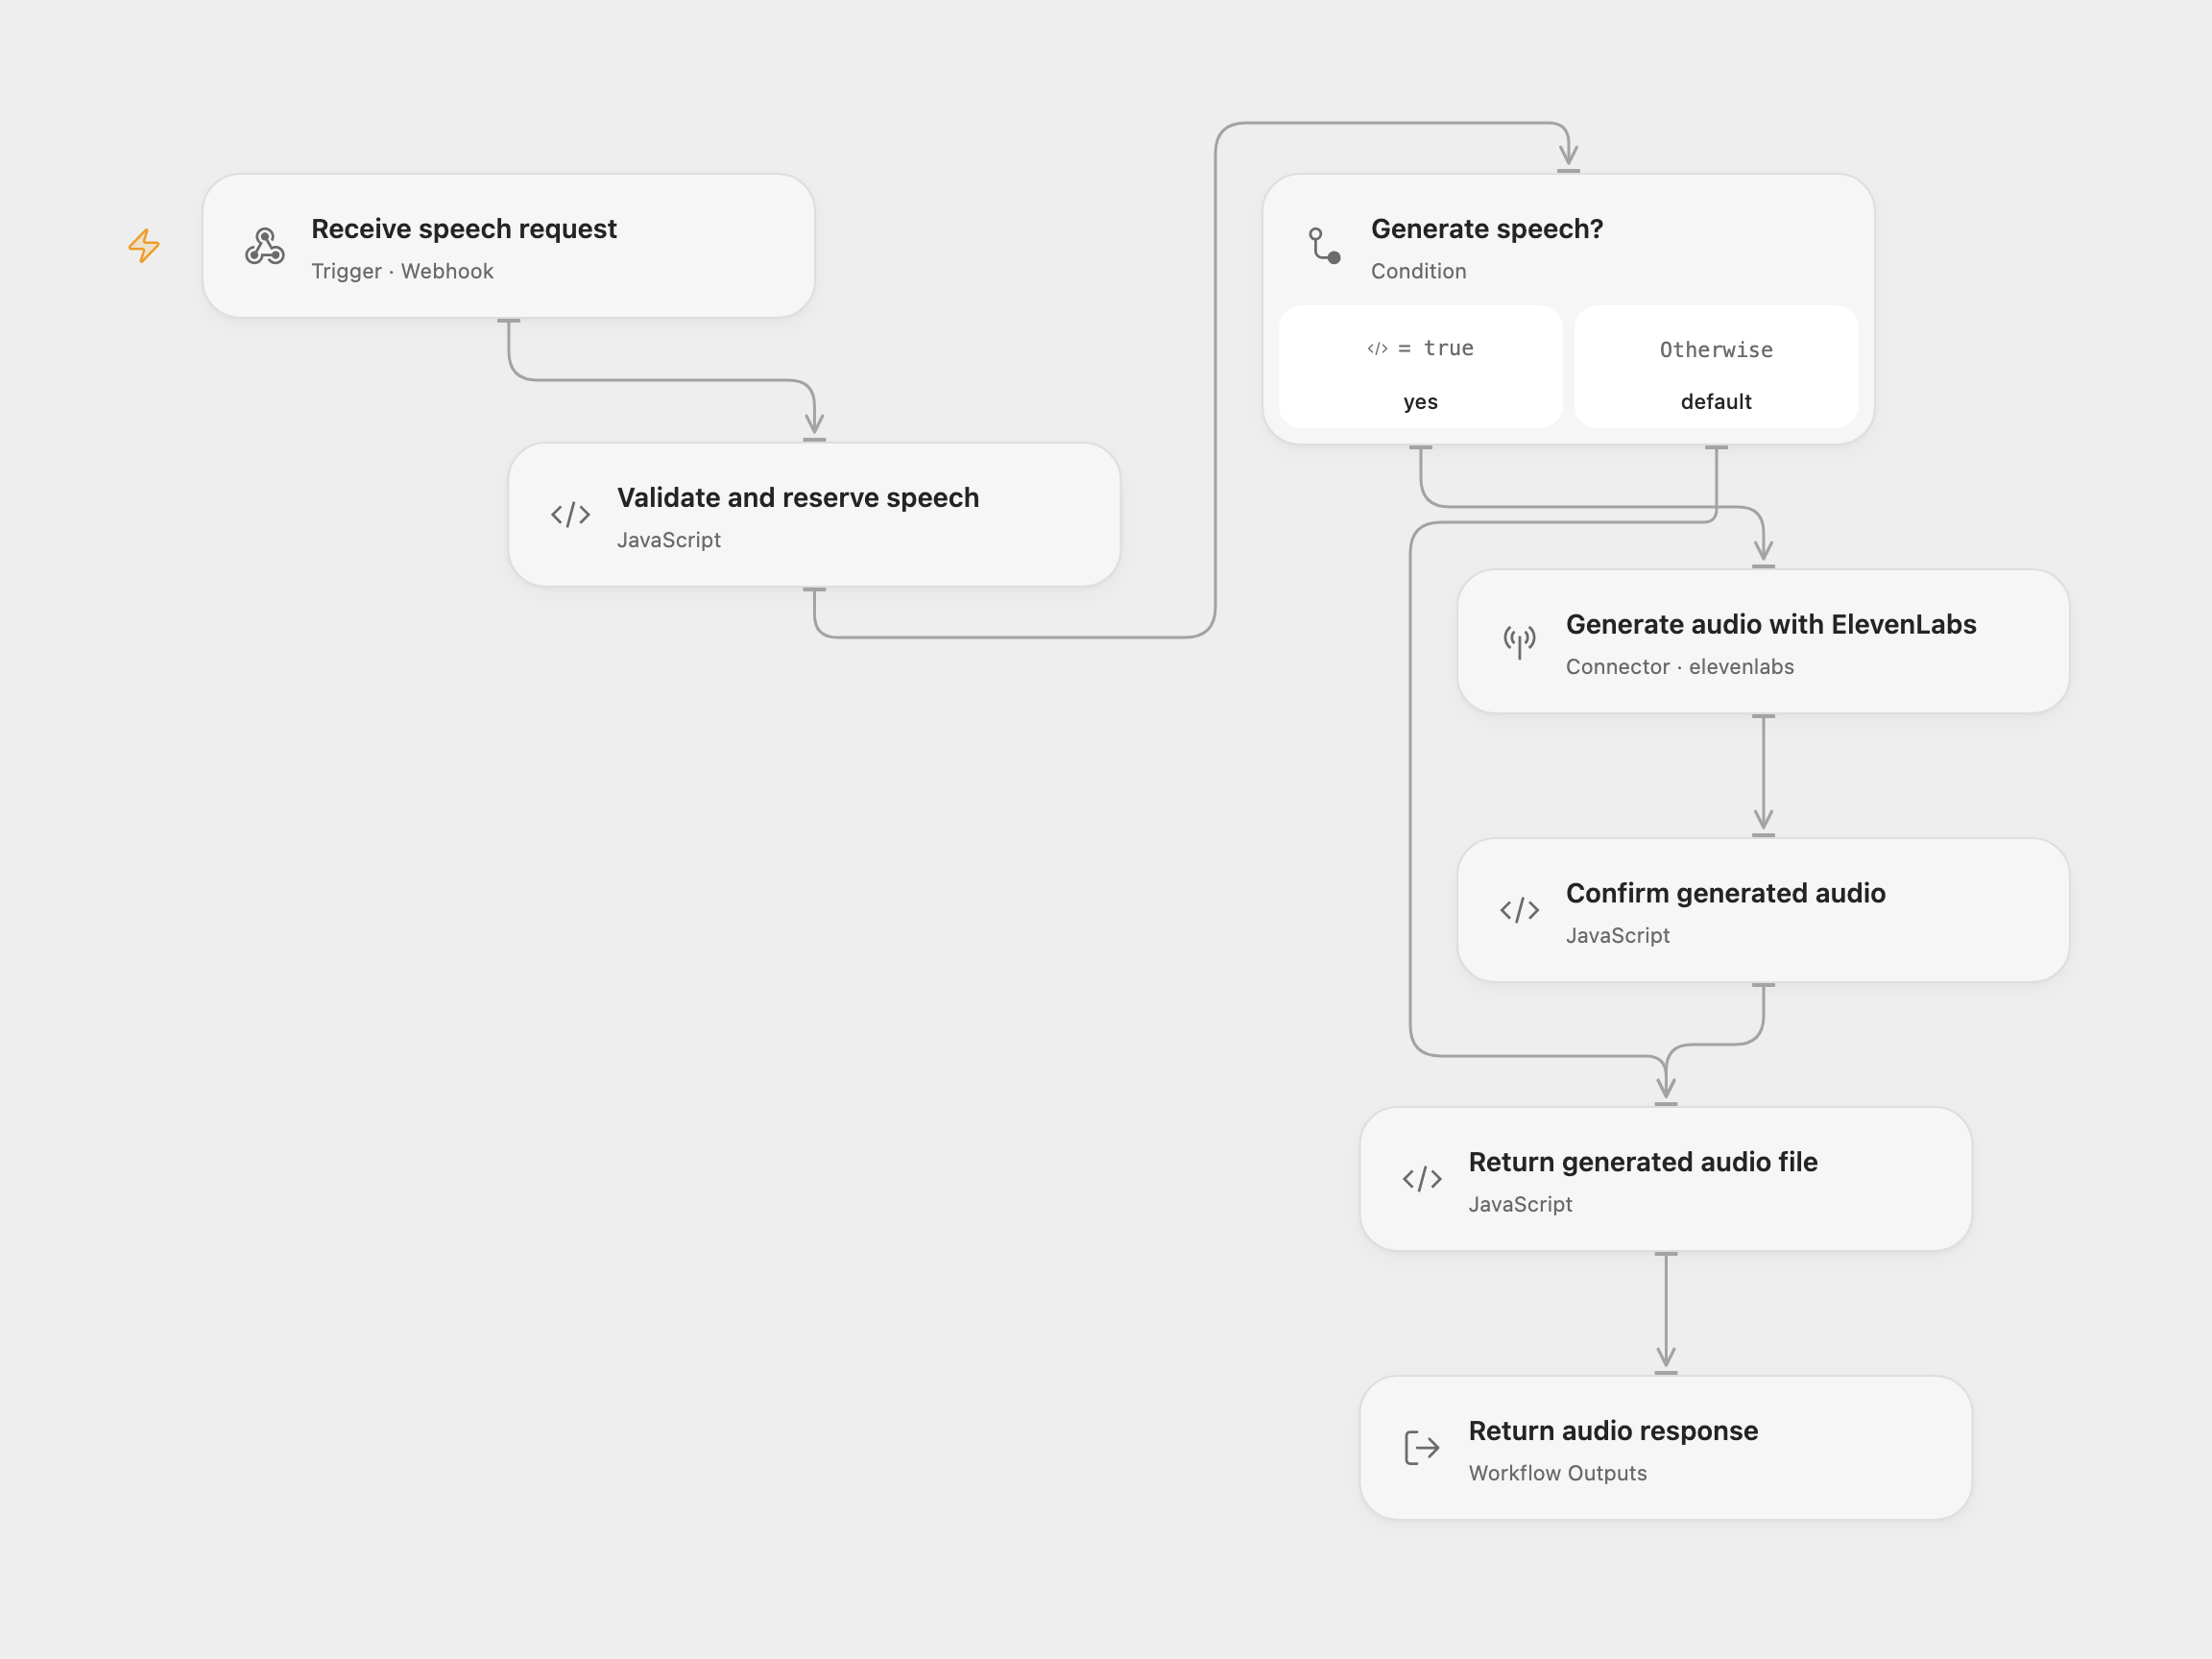 Receive speech request
Trigger · Webhook
Validate and reserve speech
JavaScript
Generate speech?
Condition
</> = true
yes
Otherwise
default
Generate audio with ElevenLabs
Connector · elevenlabs
Confirm generated audio
JavaScript
Return generated audio file
JavaScript
Return audio response
Workflow Outputs